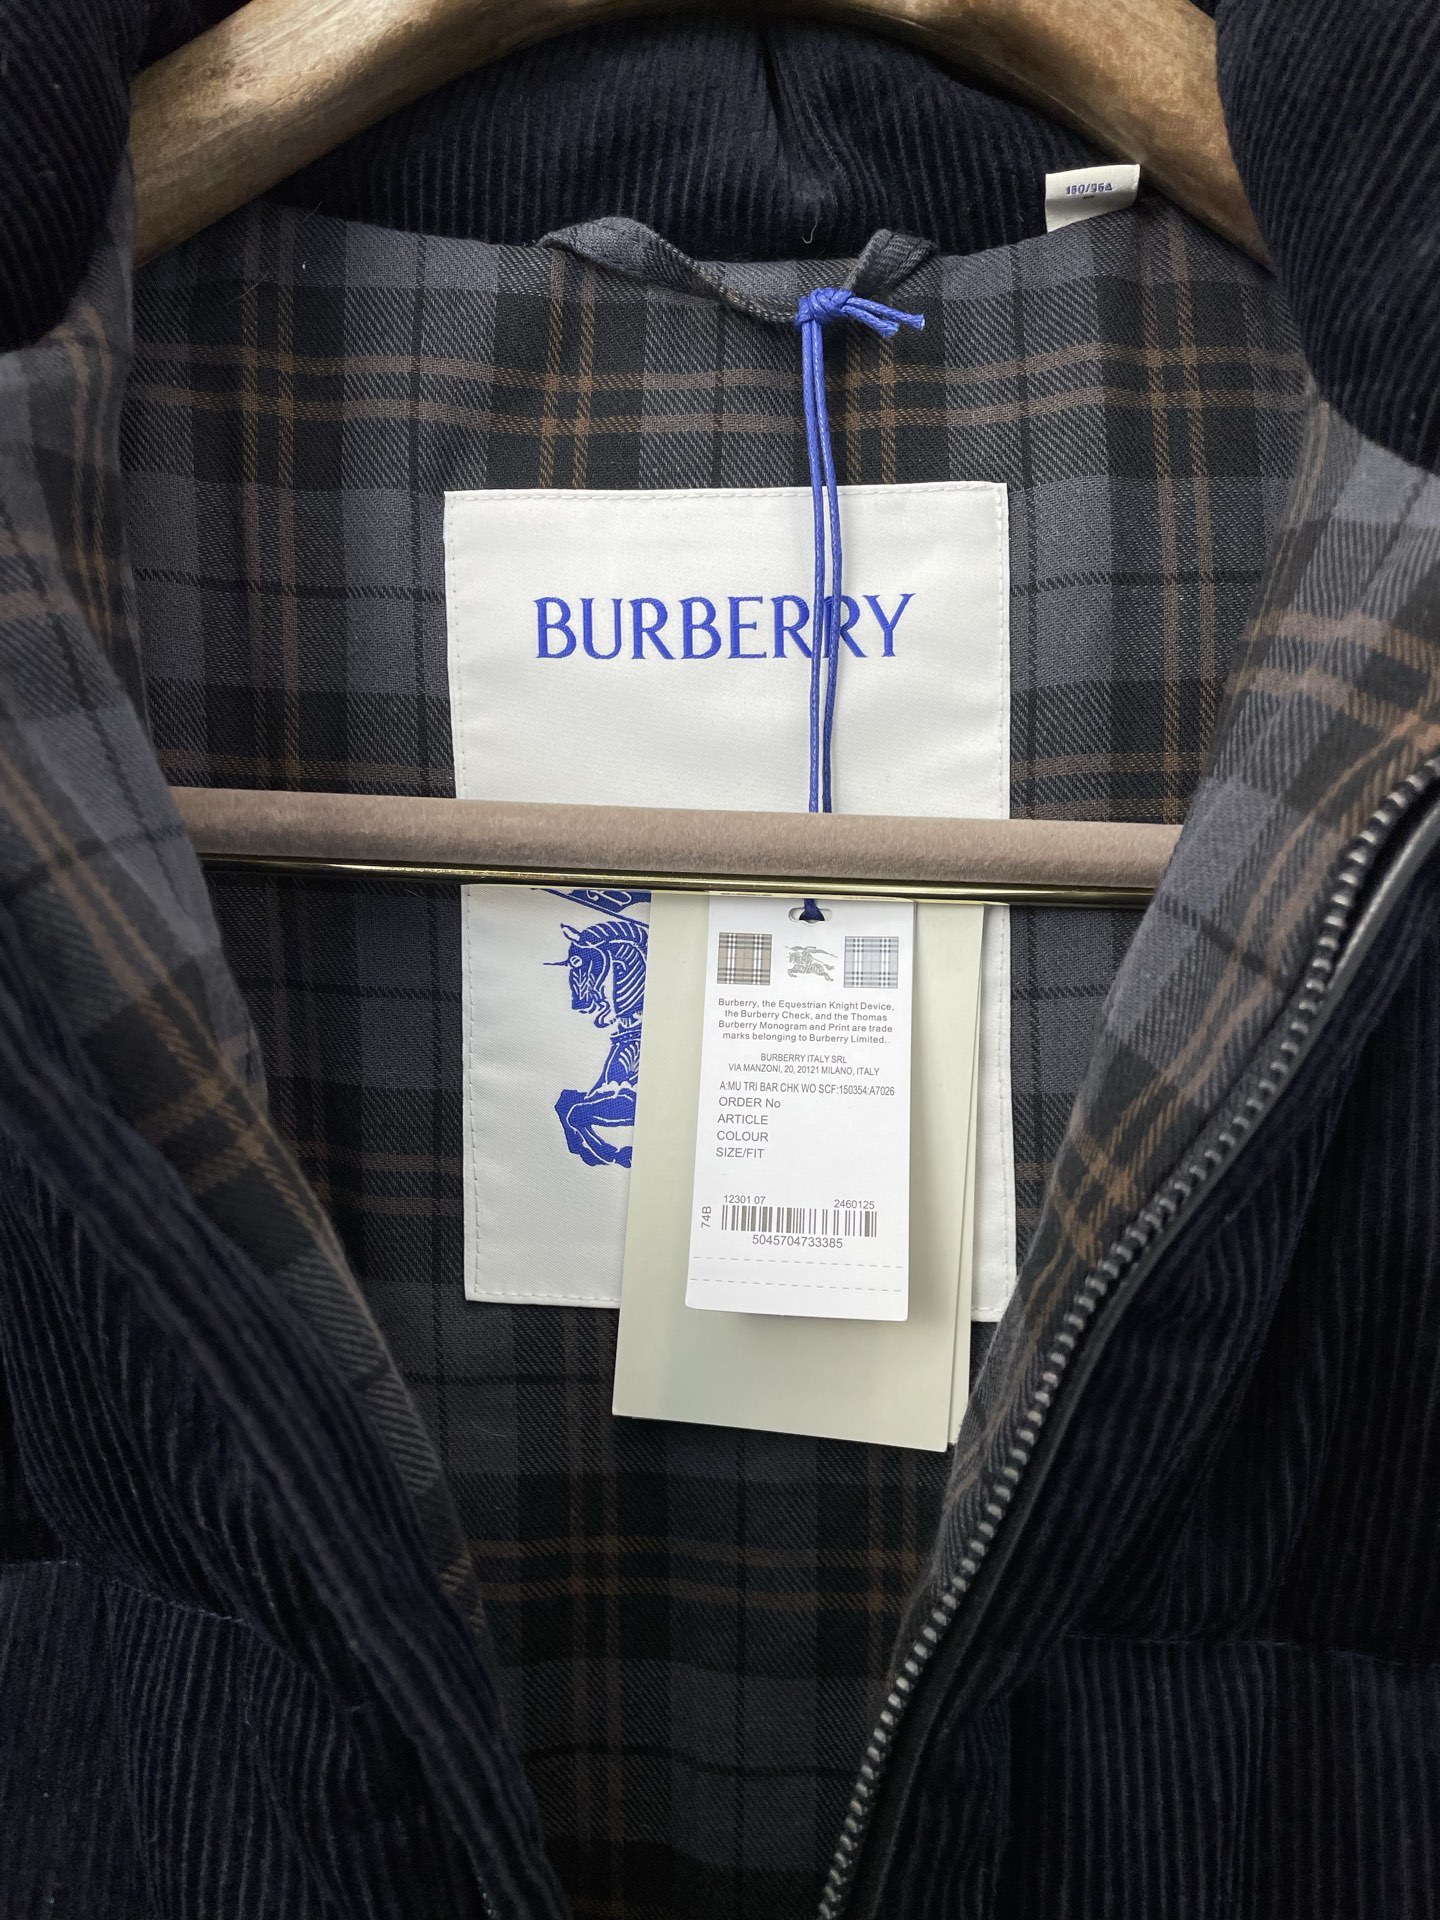 160/96A
BURBERRY
Burberry, the Equestrian Knight Device,
the Burberry Check, and the Thomas
Burberry Monogram and Print are trade
marks belonging to Burberry Limited..
BURBERRY ITALY SRL
VIA MANZONI, 20, 20121 MILANO, ITALY
A:MU TRI BAR CHK WO SCF:150354:A7026
ORDER No
ARTICLE
COLOUR
SIZE/FIT
12301 07 2460125
74B
5045704733385